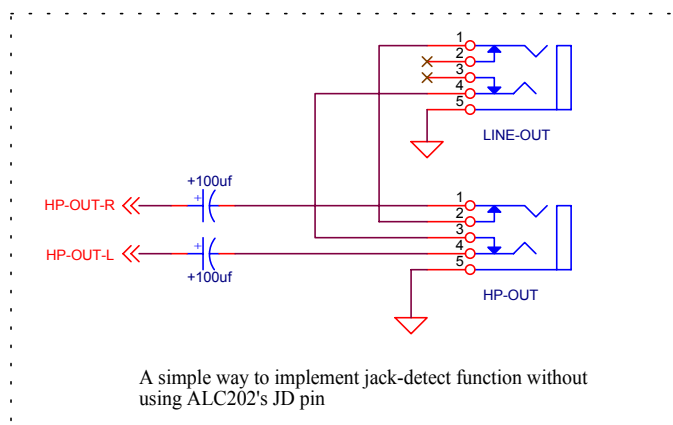 1
2
3
4
5
LINE-OUT
+100uf
+
HP-OUT-R
1
2
3
4
5
HP-OUT-L
+
+100uf
HP-OUT
A simple way to implement jack-detect function without
using ALC202's JD pin